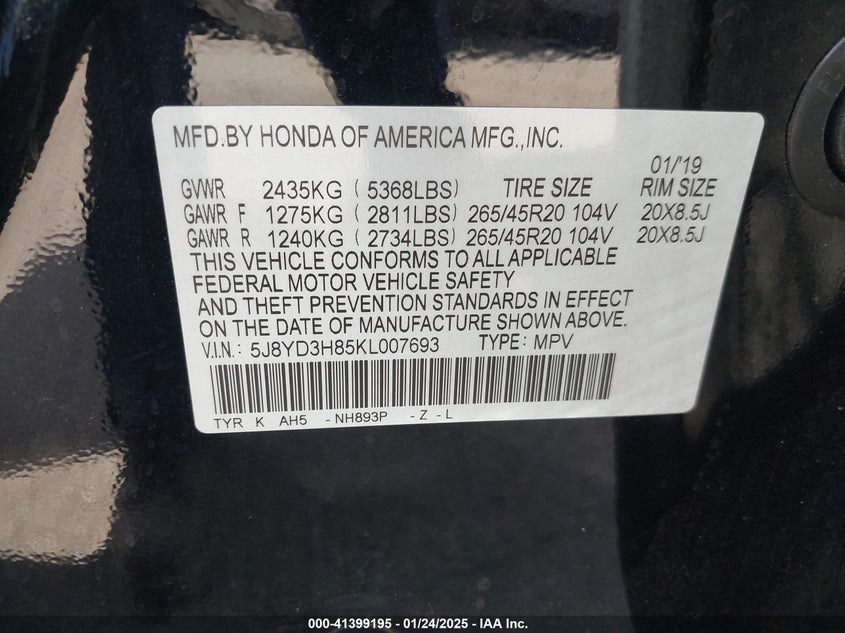 MFD.BY HONDA OF AMERICA MFG.,INC.
01/'19
GVWR 2435KG ( 5368LBS) TIRE SIZE RIM SIZE
GAWR F 1275KG ( 2811LBS) 265/45R20 104V 20X8.5J
GAWR R 1240KG ( 2734LBS) 265/45R20 104V 20X8.5J
THIS VEHICLE CONFORMS TO ALL APPLICABLE
FEDERAL MOTOR VEHICLE SAFETY
AND THEFT PREVENTION STANDARDS IN EFFECT
ON THE DATE OF MANUFACTURE SHOWN ABOVE.
V.I.N.: 5J8YD3H85KL007693 TYPE: MPV
TYR K AH5 -NH893P -Z -L
000-41399195 — 01/24/2025 — IAA Inc.